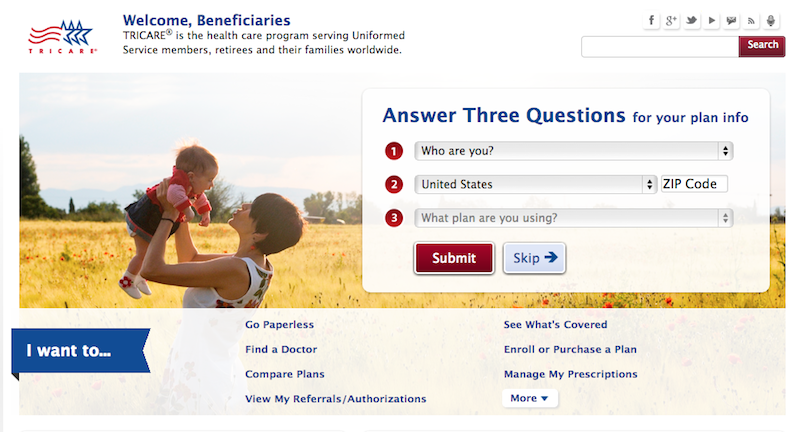 TRICARE®
Welcome, Beneficiaries
TRICARE® is the health care program serving Uniformed
Service members, retirees and their families worldwide.
f g+
Search
Answer Three Questions for your plan info
1 Who are you?
2 United States ZIP Code
3 What plan are you using?
Submit Skip
I want to...
Go Paperless
Find a Doctor
Compare Plans
View My Referrals/Authorizations
See What's Covered
Enroll or Purchase a Plan
Manage My Prescriptions
More